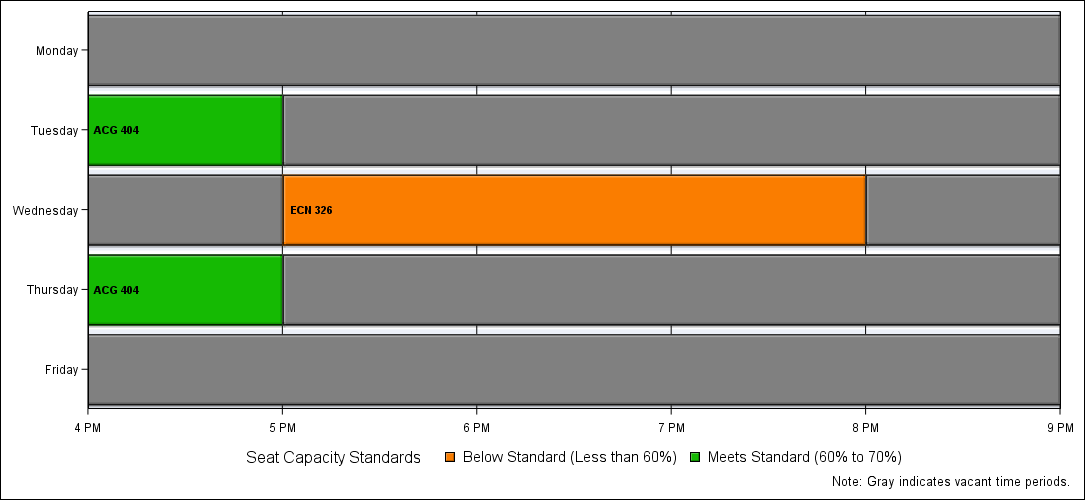 Monday
Tuesday
ACG 404
Wednesday
ECN 326
Thursday
ACG 404
Friday
4 PM 5 PM 6 PM 7 PM 8 PM 9 PM
Seat Capacity Standards Below Standard (Less than 60%) Meets Standard (60% to 70%)
Note: Gray indicates vacant time periods.